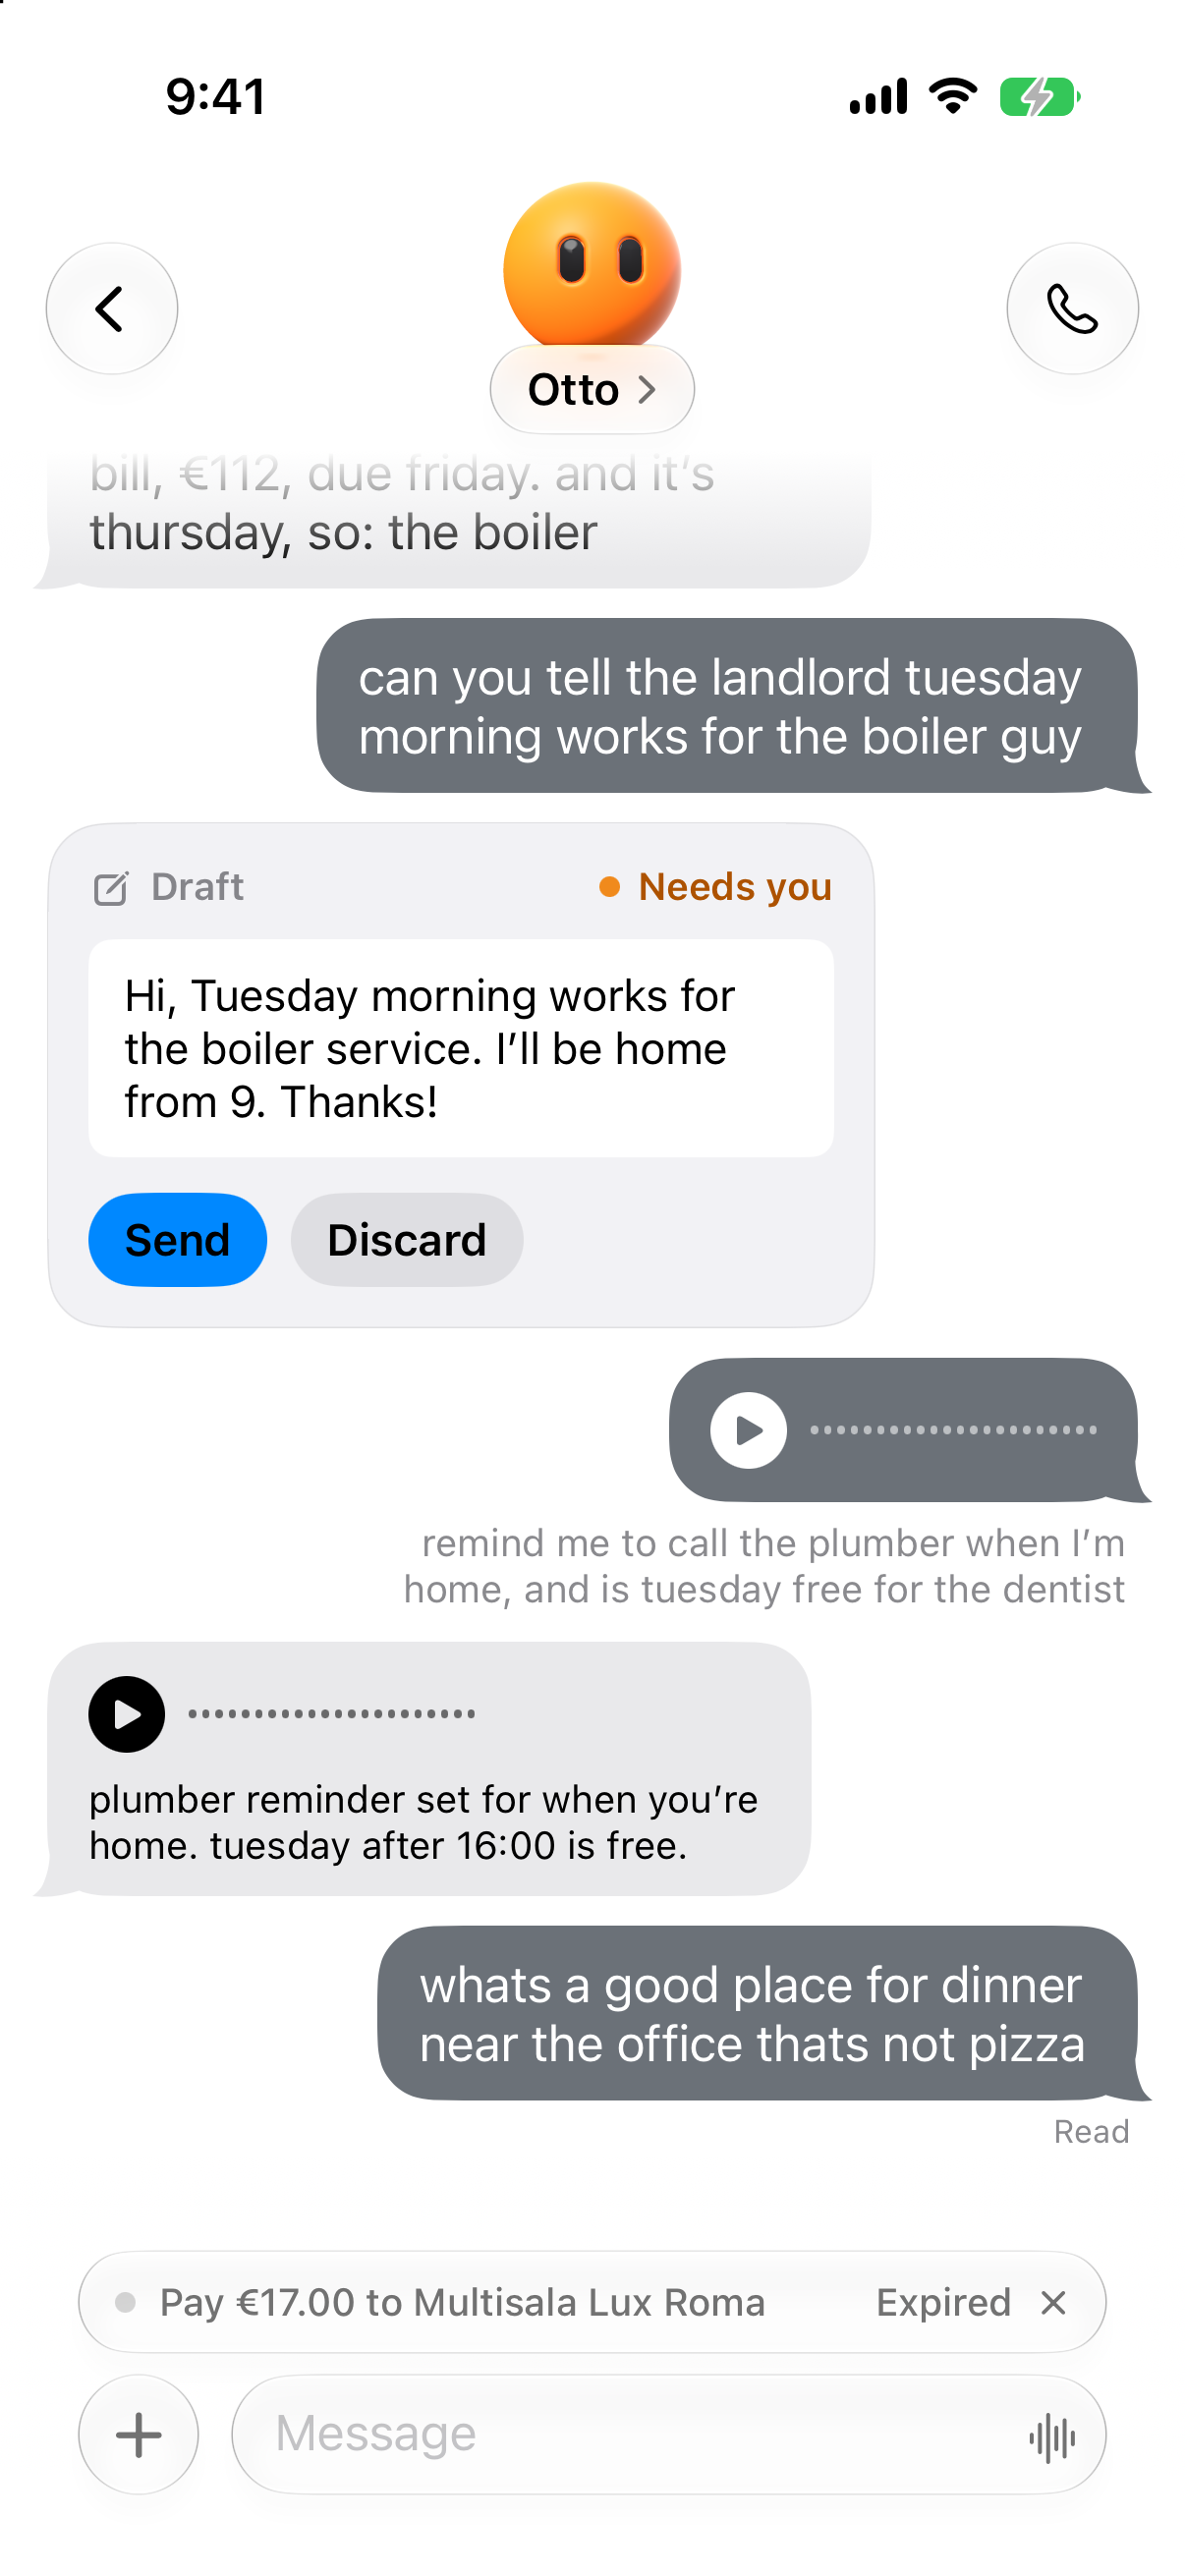 9:41
Otto
bill, €112, due friday. and it’s
thursday, so: the boiler
can you tell the landlord tuesday
morning works for the boiler guy
Draft
Needs you
Hi, Tuesday morning works for
the boiler service. I’ll be home
from 9. Thanks!
Send
Discard
remind me to call the plumber when I’m
home, and is tuesday free for the dentist
plumber reminder set for when you’re
home. tuesday after 16:00 is free.
whats a good place for dinner
near the office thats not pizza
Read
Pay €17.00 to Multisala Lux Roma
Expired
Message